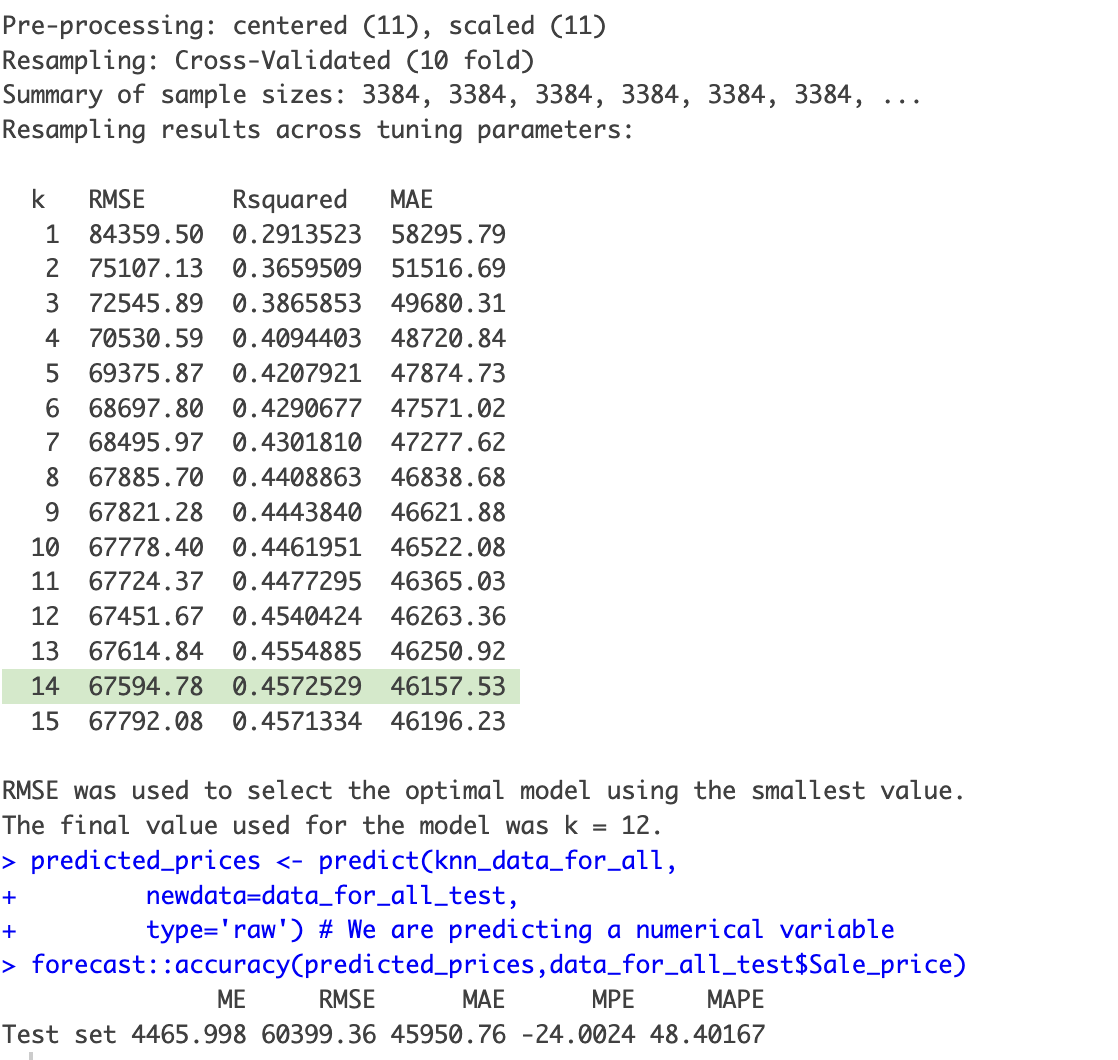 Pre-processing: centered (11), scaled (11)
Resampling: Cross-Validated (10 fold)
Summary of sample sizes: 3384, 3384, 3384, 3384, 3384, 3384, ...
Resampling results across tuning parameters:

  k   RMSE      Rsquared   MAE
   1  84359.50  0.2913523  58295.79
   2  75107.13  0.3659509  51516.69
   3  72545.89  0.3865853  49680.31
   4  70530.59  0.4094403  48720.84
   5  69375.87  0.4207921  47874.73
   6  68697.80  0.4290677  47571.02
   7  68495.97  0.4301810  47277.62
   8  67885.70  0.4408863  46838.68
   9  67821.28  0.4443840  46621.88
  10  67778.40  0.4461951  46522.08
  11  67724.37  0.4477295  46365.03
  12  67451.67  0.4540424  46263.36
  13  67614.84  0.4554885  46250.92
  14  67594.78  0.4572529  46157.53
  15  67792.08  0.4571334  46196.23

RMSE was used to select the optimal model using the smallest value.
The final value used for the model was k = 12.
> predicted_prices <- predict(knn_data_for_all,
+         newdata=data_for_all_test,
+         type='raw') # We are predicting a numerical variable
> forecast::accuracy(predicted_prices,data_for_all_test$Sale_price)
               ME     RMSE      MAE      MPE     MAPE
Test set 4465.998 60399.36 45950.76 -24.0024 48.40167